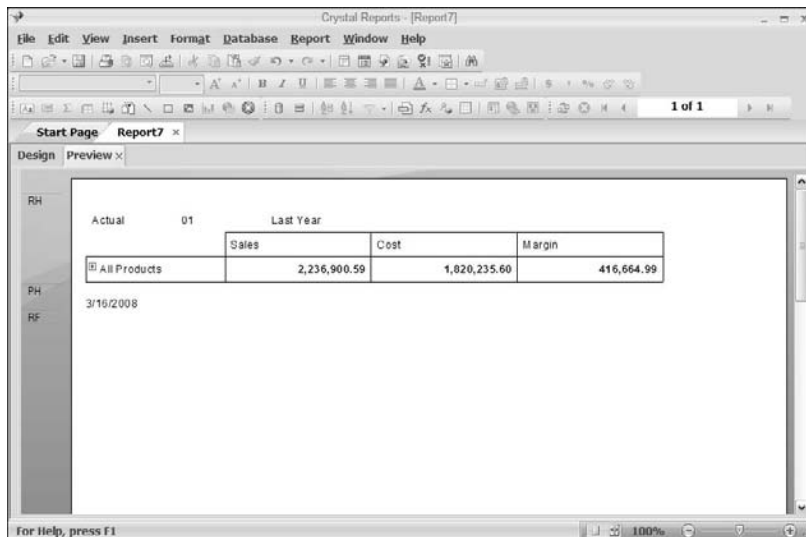 Crystal Reports - [Report7]
File Edit View Insert Format Database Report Window Help
1 of 1
Start Page Report7 ×
Design Preview ×
RH
Actual 01 Last Year
Sales Cost Margin
All Products 2,236,900.59 1,820,235.60 416,664.99
PH
3/16/2008
RF
For Help, press F1 100%